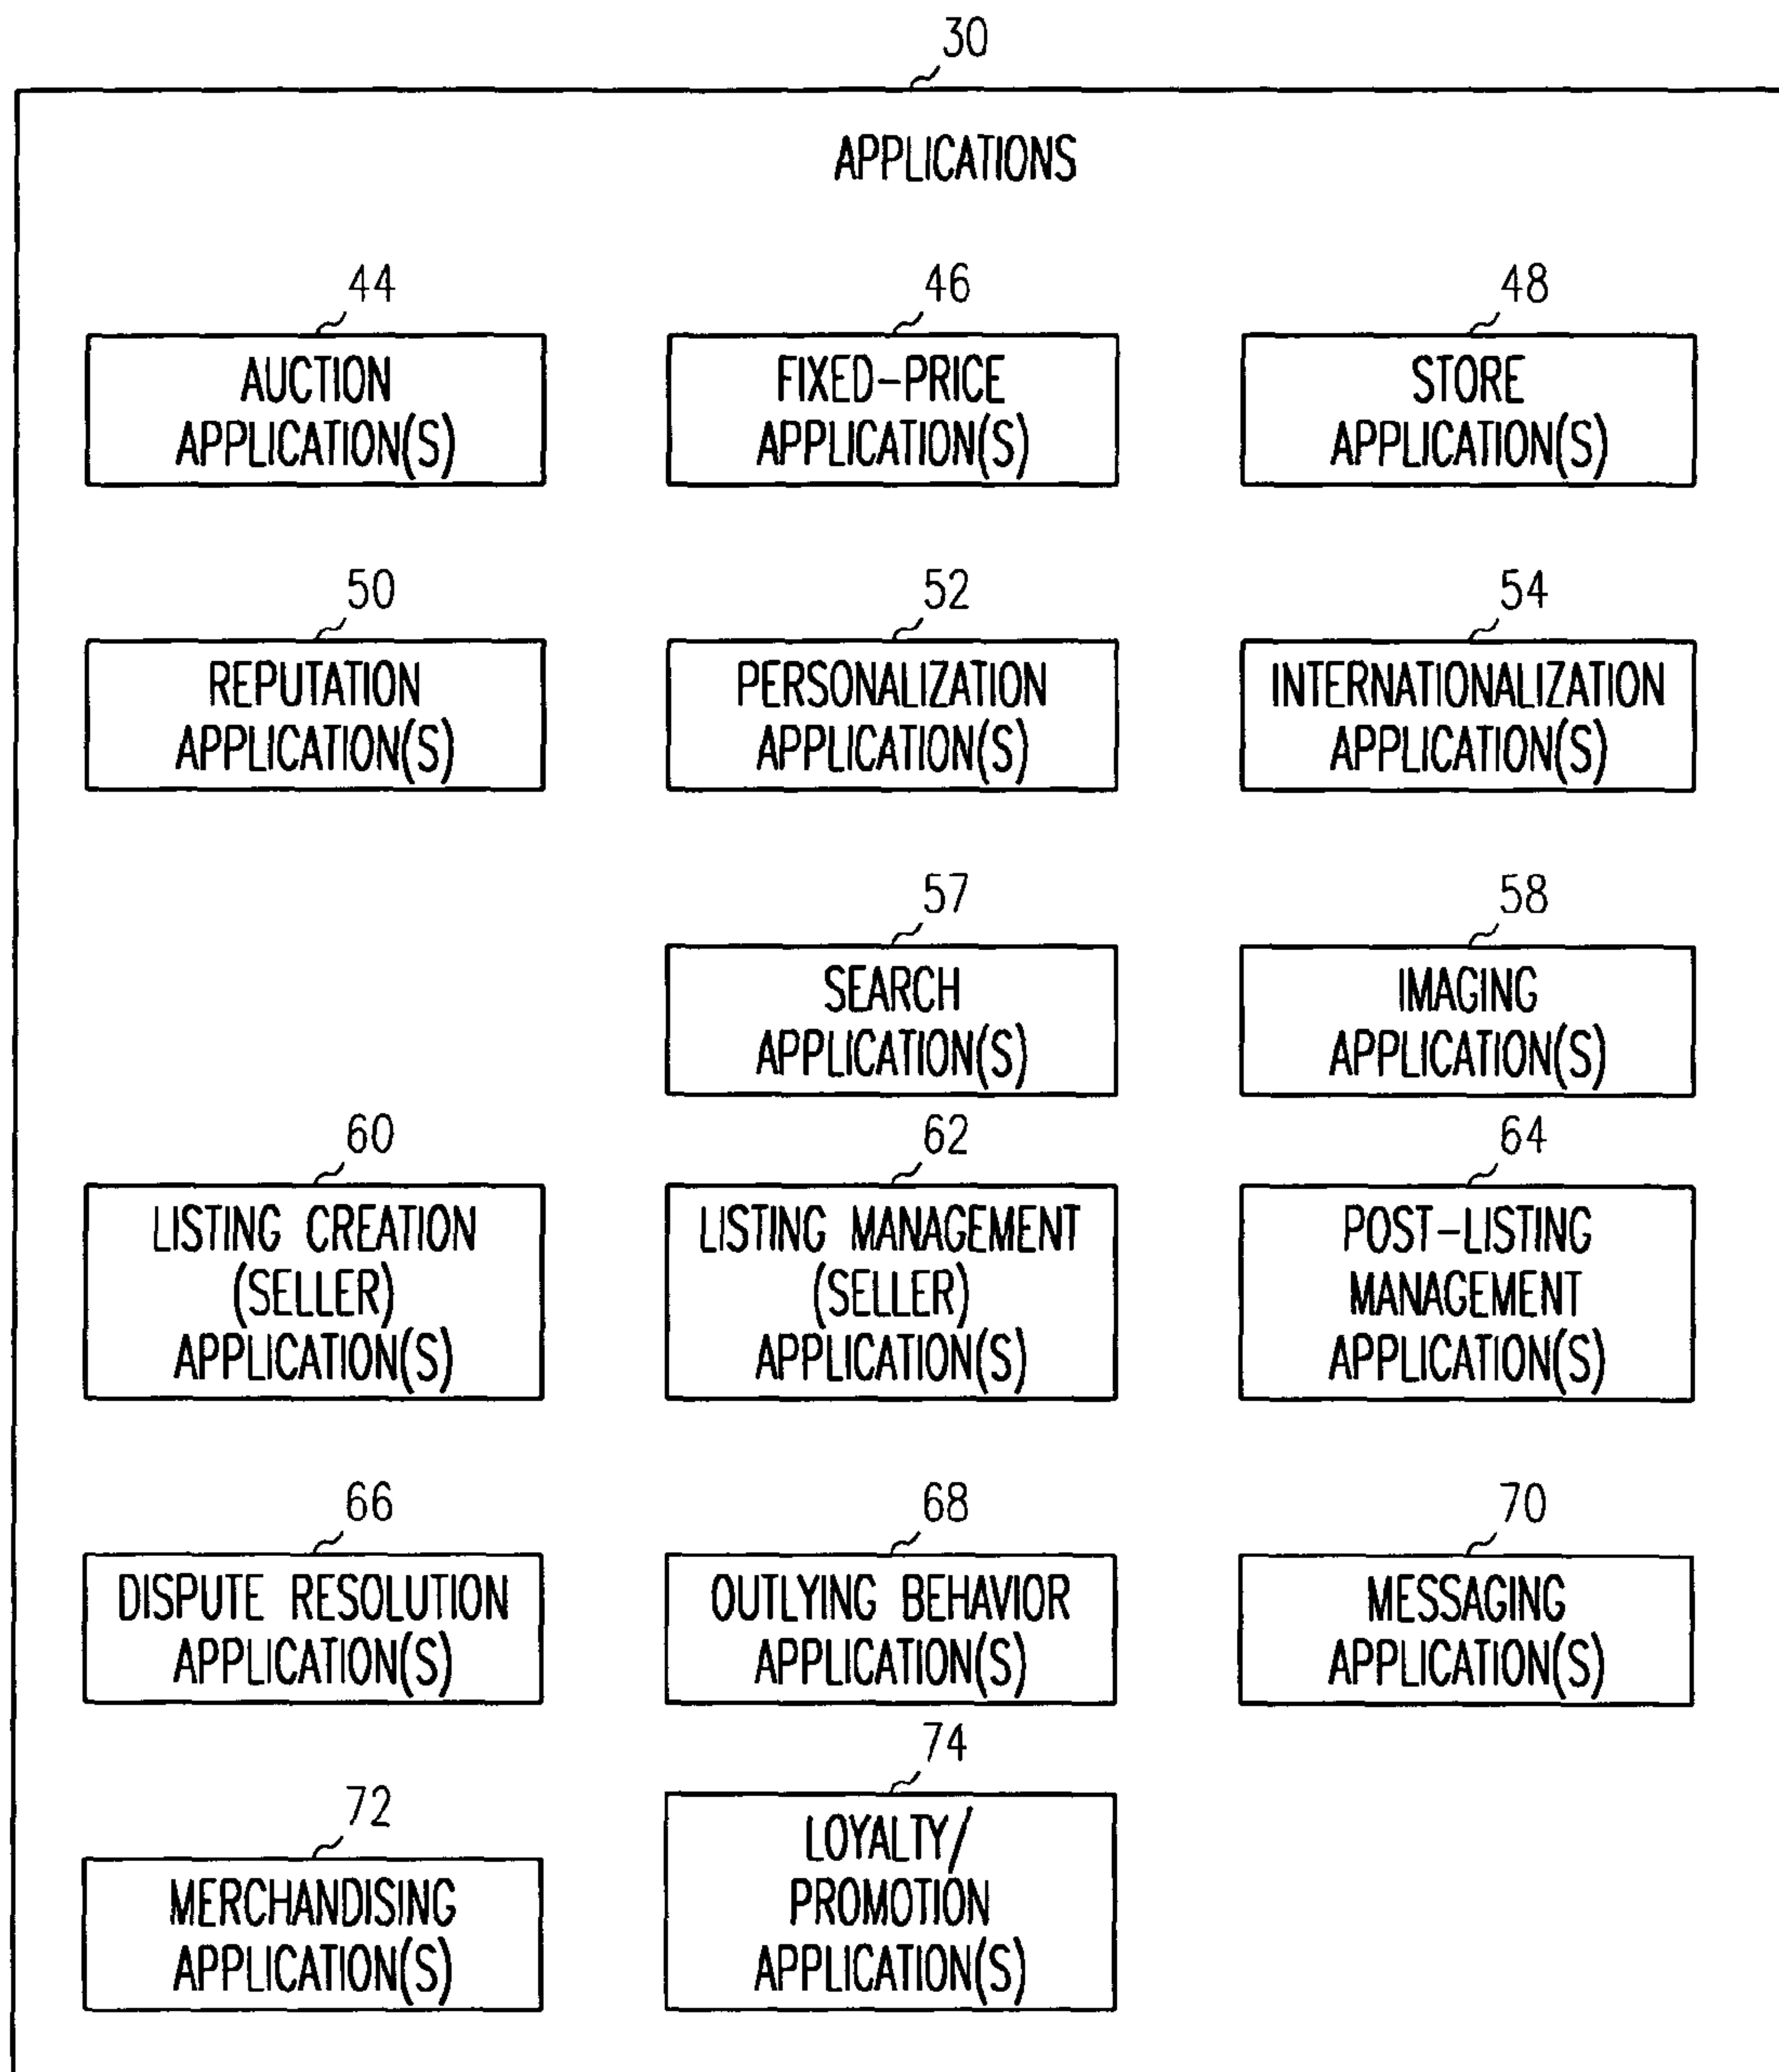 30
APPLICATIONS
44
AUCTION
APPLICATION(S)
46
FIXED-PRICE
APPLICATION(S)
48
STORE
APPLICATION(S)
50
REPUTATION
APPLICATION(S)
52
PERSONALIZATION
APPLICATION(S)
54
INTERNATIONALIZATION
APPLICATION(S)
57
SEARCH
APPLICATION(S)
58
IMAGING
APPLICATION(S)
60
LISTING CREATION
(SELLER)
APPLICATION(S)
62
LISTING MANAGEMENT
(SELLER)
APPLICATION(S)
64
POST-LISTING
MANAGEMENT
APPLICATION(S)
66
DISPUTE RESOLUTION
APPLICATION(S)
68
OUTLYING BEHAVIOR
APPLICATION(S)
70
MESSAGING
APPLICATION(S)
72
MERCHANDISING
APPLICATION(S)
74
LOYALTY/
PROMOTION
APPLICATION(S)